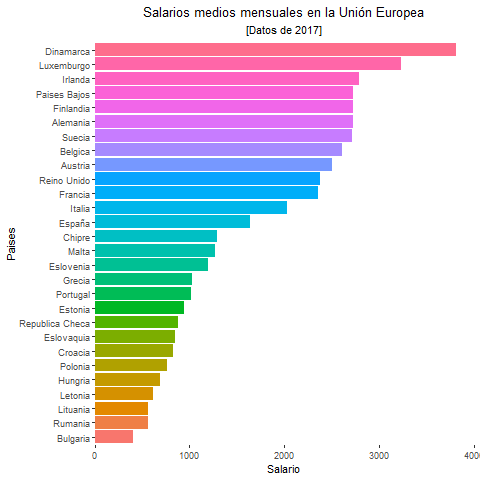 Salarios medios mensuales en la Unión Europea
[Datos de 2017]
Paises
Dinamarca
Luxemburgo
Irlanda
Paises Bajos
Finlandia
Alemania
Suecia
Belgica
Austria
Reino Unido
Francia
Italia
España
Chipre
Malta
Eslovenia
Grecia
Portugal
Estonia
Republica Checa
Eslovaquia
Croacia
Polonia
Hungria
Letonia
Lituania
Rumania
Bulgaria
0 1000 2000 3000 4000
Salario